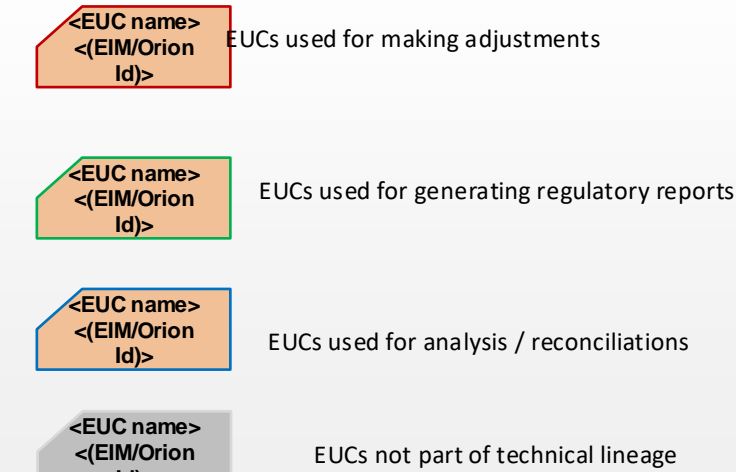 <EUC name>
<(EIM/Orion
Id)>
EUCs used for making adjustments
<EUC name>
<(EIM/Orion
Id)>
EUCs used for generating regulatory reports
<EUC name>
<(EIM/Orion
Id)>
EUCs used for analysis / reconciliations
<EUC name>
<(EIM/Orion
EUCs not part of technical lineage